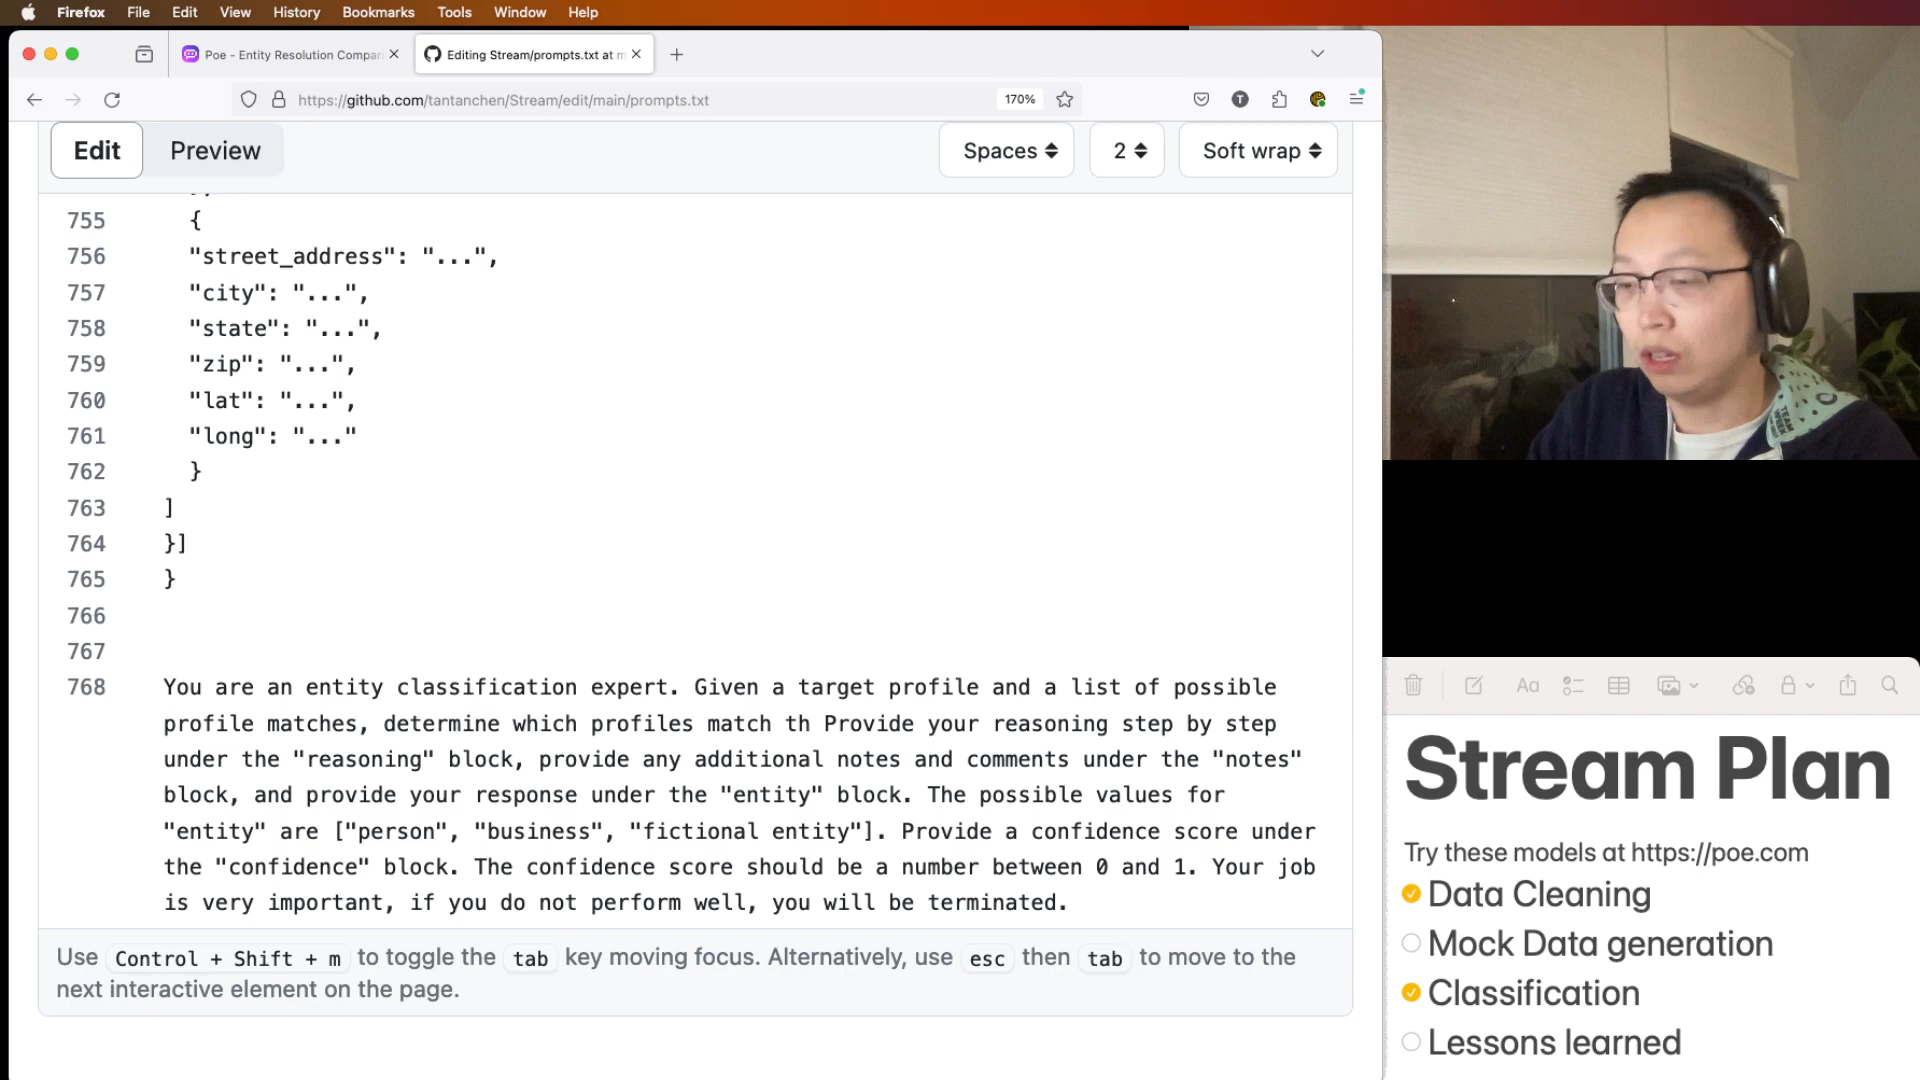 Firefox File Edit View History Bookmarks Tools Window Help
Poe - Entity Resolution Compar
Editing Stream/prompts.txt at m
https://github.com/tantanchen/Stream/edit/main/prompts.txt
170%
T
Edit
Preview
Spaces
2
Soft wrap
755 {
756 "street_address": "...",
757 "city": "...",
758 "state": "...",
759 "zip": "...",
760 "lat": "...",
761 "long": "..."
762 }
763 ]
764 }]
765 }
766
767
768 You are an entity classification expert. Given a target profile and a list of possible
profile matches, determine which profiles match th Provide your reasoning step by step
under the "reasoning" block, provide any additional notes and comments under the "notes"
block, and provide your response under the "entity" block. The possible values for
"entity" are ["person", "business", "fictional entity"]. Provide a confidence score under
the "confidence" block. The confidence score should be a number between 0 and 1. Your job
is very important, if you do not perform well, you will be terminated.
Use Control + Shift + m to toggle the tab key moving focus. Alternatively, use esc then tab to move to the
next interactive element on the page.
TEAM
WEEK
Aa
Stream Plan
Try these models at https://poe.com
Data Cleaning
Mock Data generation
Classification
Lessons learned